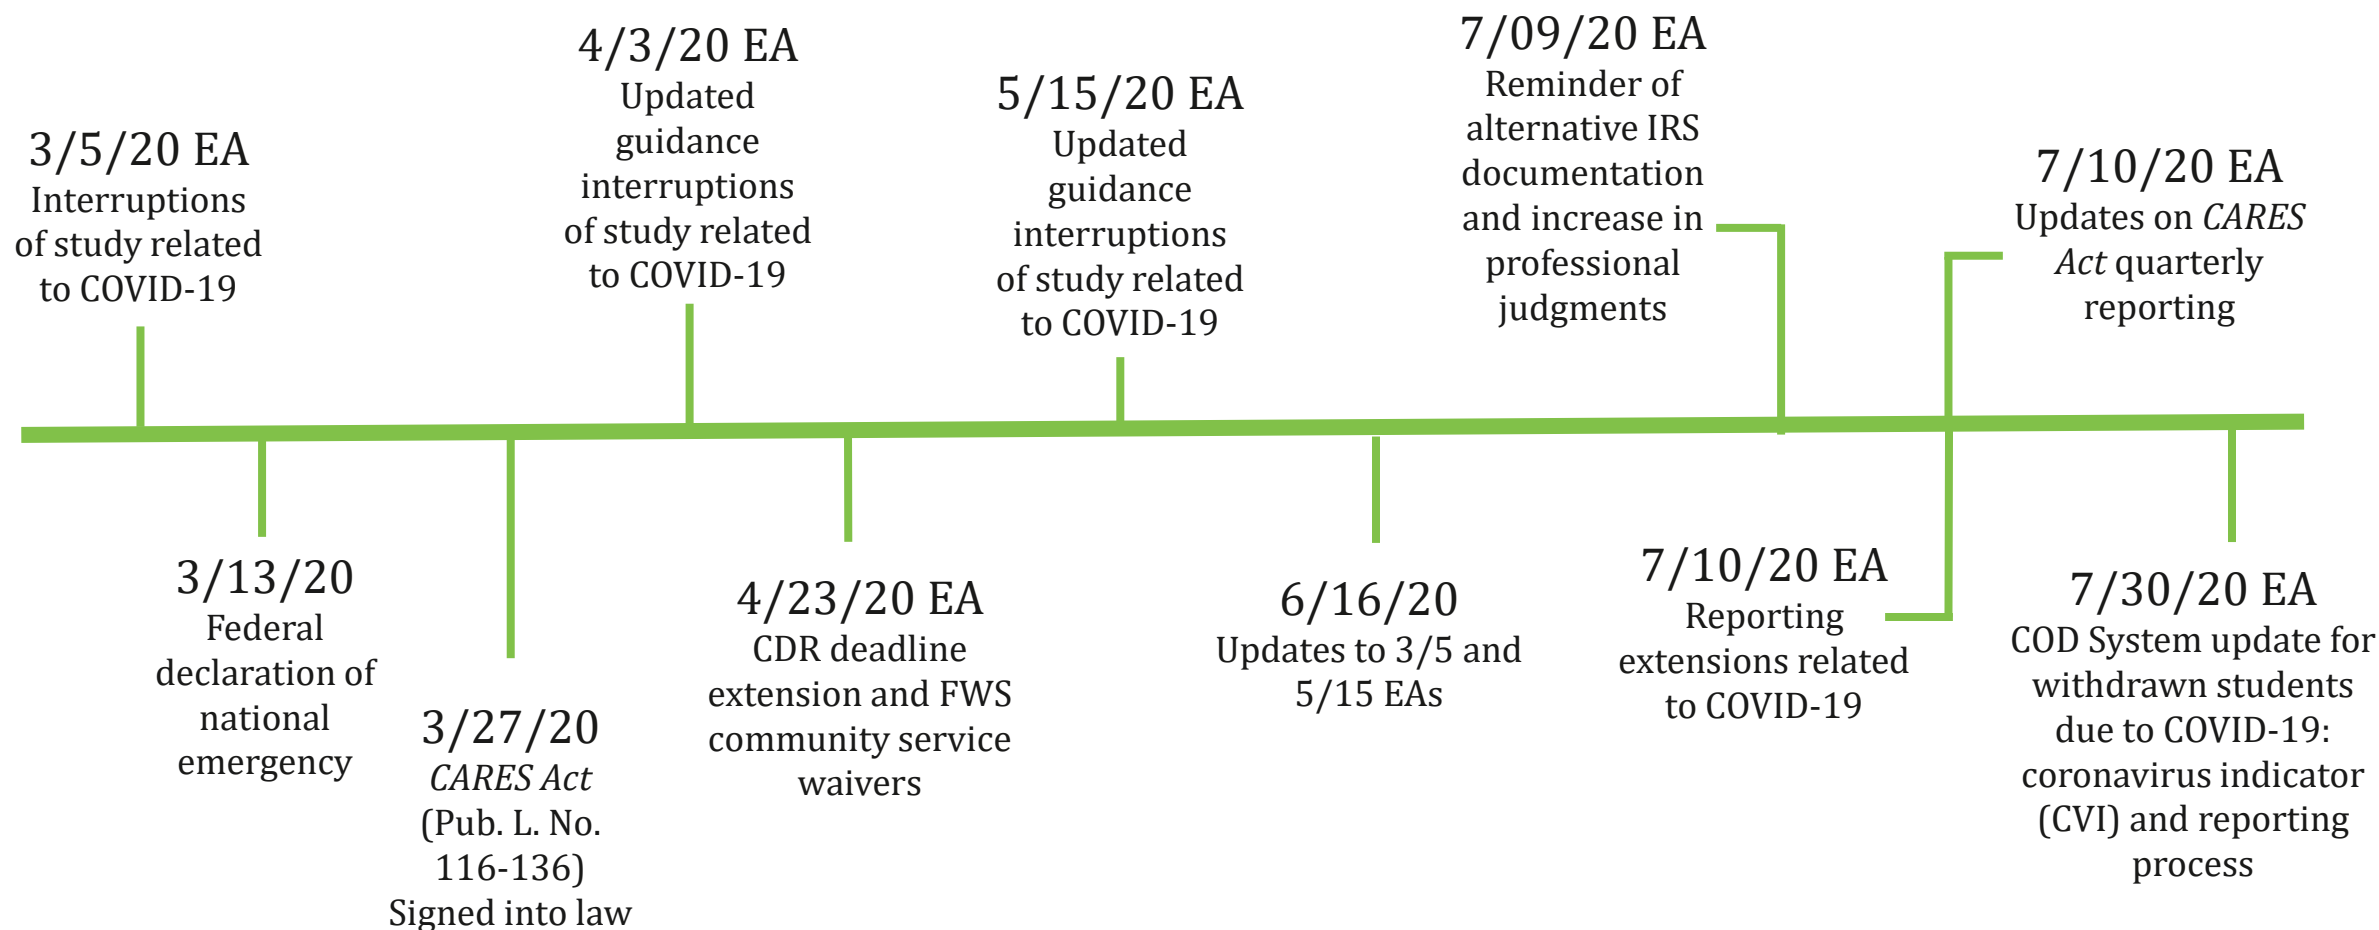 3/5/20 EA
Interruptions
of study related
to COVID-19
3/13/20
Federal
declaration of
national
emergency
3/27/20
CARES Act
(Pub. L. No.
116-136)
Signed into law
4/3/20 EA
Updated
guidance
interruptions
of study related
to COVID-19
4/23/20 EA
CDR deadline
extension and FWS
community service
waivers
5/15/20 EA
Updated
guidance
interruptions
of study related
to COVID-19
6/16/20
Updates to 3/5 and
5/15 EAs
7/09/20 EA
Reminder of
alternative IRS
documentation
and increase in
professional
judgments
7/10/20 EA
Reporting
extensions related
to COVID-19
7/10/20 EA
Updates on CARES
Act quarterly
reporting
7/30/20 EA
COD System update for
withdrawn students
due to COVID-19:
coronavirus indicator
(CVI) and reporting
process